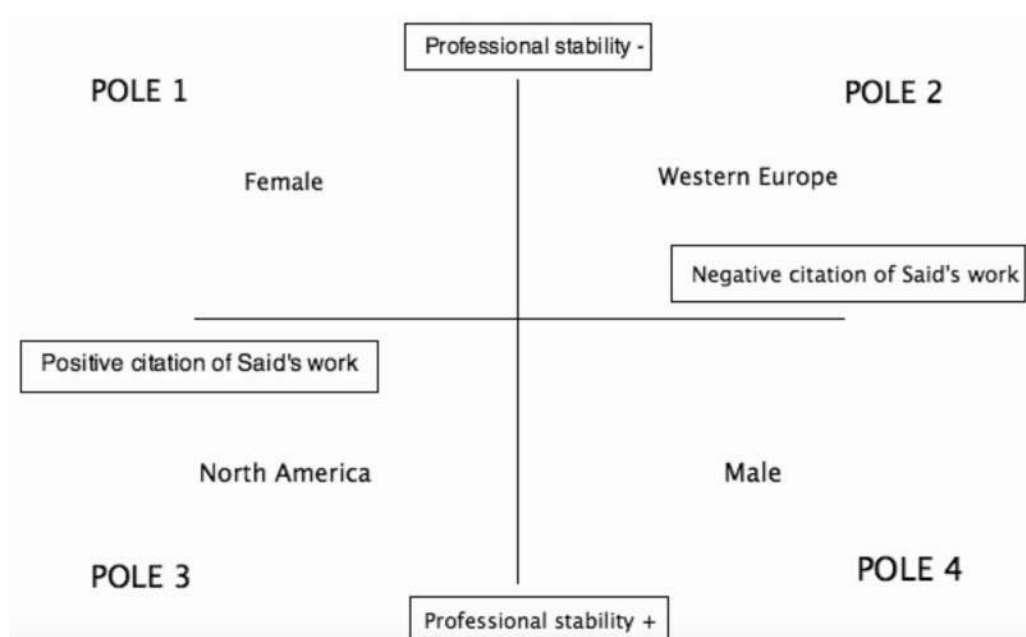 Professional stability -
POLE 1
POLE 2
Female
Western Europe
Negative citation of Said's work
Positive citation of Said's work
North America
Male
POLE 3
POLE 4
Professional stability +